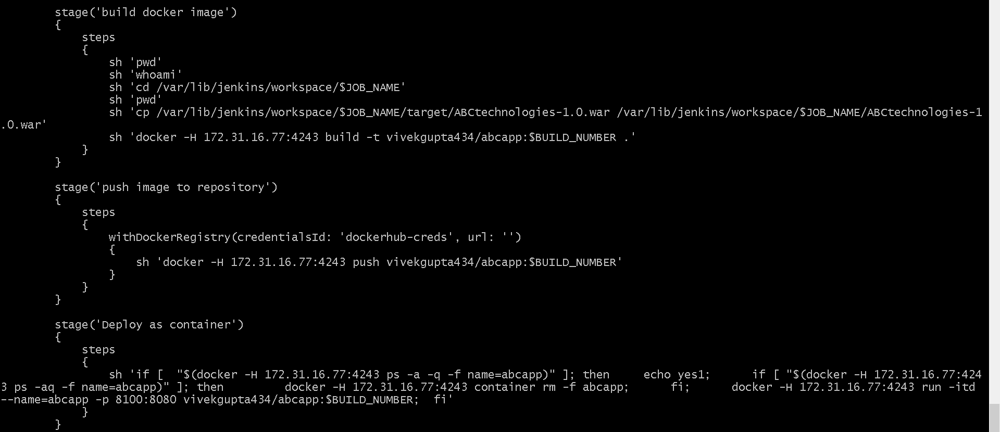 stage('build docker image')
{
steps
{
sh 'pwd'
sh 'whoami'
sh 'cd /var/lib/jenkins/workspace/$JOB_NAME'
sh 'pwd'
sh 'cp /var/lib/jenkins/workspace/$JOB_NAME/target/ABCtechnologies-1.0.war /var/lib/jenkins/workspace/$JOB_NAME/ABCtechnologies-1
.0.war'
sh 'docker -H 172.31.16.77:4243 build -t vivekgupta434/abcapp:$BUILD_NUMBER .'
}
}
stage('push image to repository')
{
steps
{
withDockerRegistry(credentialsId: 'dockerhub-creds', url: '')
{
sh 'docker -H 172.31.16.77:4243 push vivekgupta434/abcapp:$BUILD_NUMBER'
}
}
}
stage('Deploy as container')
{
steps
{
sh 'if [  "$(docker -H 172.31.16.77:4243 ps -a -q -f name=abcapp)" ]; then     echo yes1;      if [ "$(docker -H 172.31.16.77:424
3 ps -aq -f name=abcapp)" ]; then         docker -H 172.31.16.77:4243 container rm -f abcapp;      fi;      docker -H 172.31.16.77:4243 run -itd
--name=abcapp -p 8100:8080 vivekgupta434/abcapp:$BUILD_NUMBER;  fi'
}
}